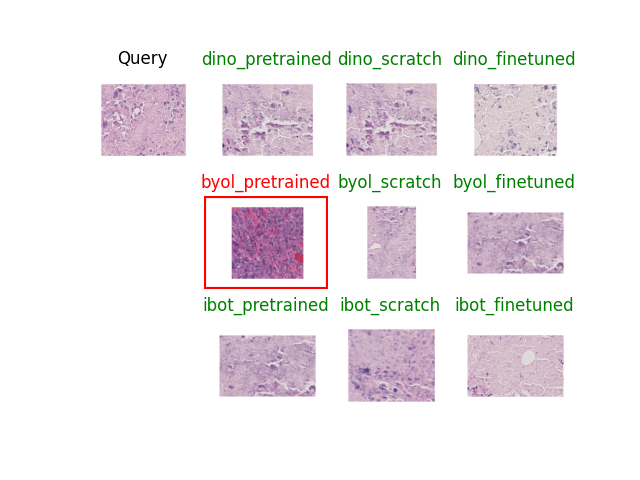 Query dino_pretrained dino_scratch dino_finetuned
byol_pretrained byol_scratch byol_finetuned
ibot_pretrained ibot_scratch ibot_finetuned